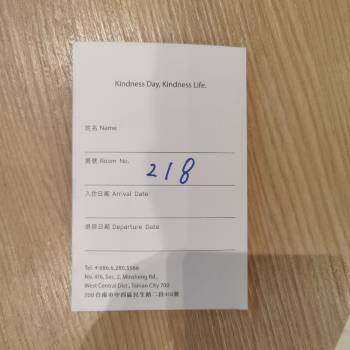 Kindness Day, Kindness Life.
姓名 Name
房號 Room No.
218
入住日期 Arrival Date
退房日期 Departure Date
Tel. +886.6.280.5566
No. 416, Sec. 2, Minsheng Rd.,
West Central Dist., Tainan City 700
700 台南市中西區民生路二段416號